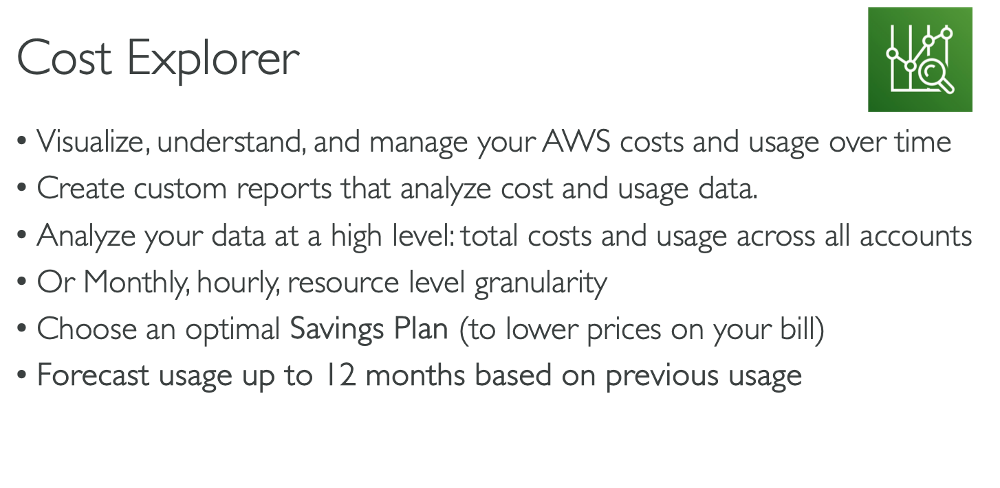 Cost Explorer
• Visualize, understand, and manage your AWS costs and usage over time
• Create custom reports that analyze cost and usage data.
• Analyze your data at a high level: total costs and usage across all accounts
• Or Monthly, hourly, resource level granularity
• Choose an optimal Savings Plan (to lower prices on your bill)
• Forecast usage up to 12 months based on previous usage